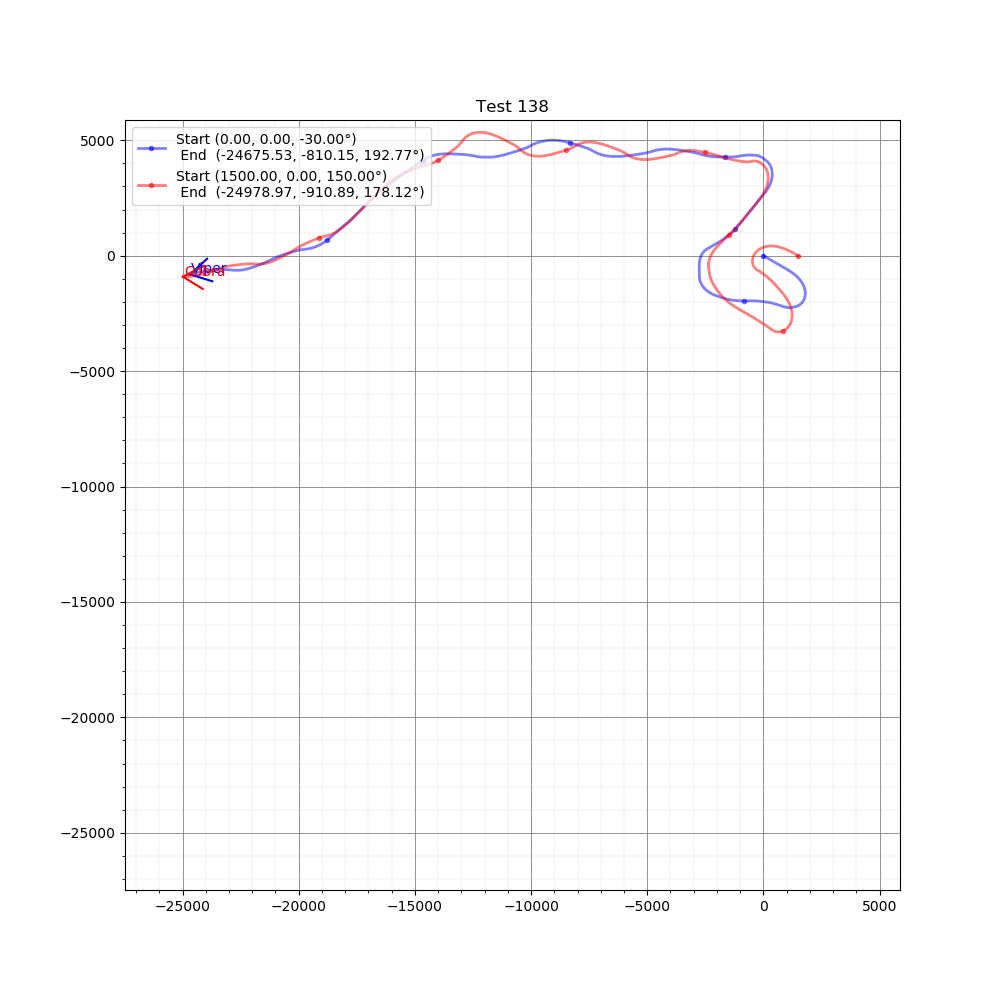 Test 138
Start (0.00, 0.00, -30.00°)
End (-24675.53, -810.15, 192.77°)
Start (1500.00, 0.00, 150.00°)
End (-24978.97, -910.89, 178.12°)
5000
0
−5000
−10000
−15000
−20000
−25000
Viper
Cobra
−25000 −20000 −15000 −10000 −5000 0 5000